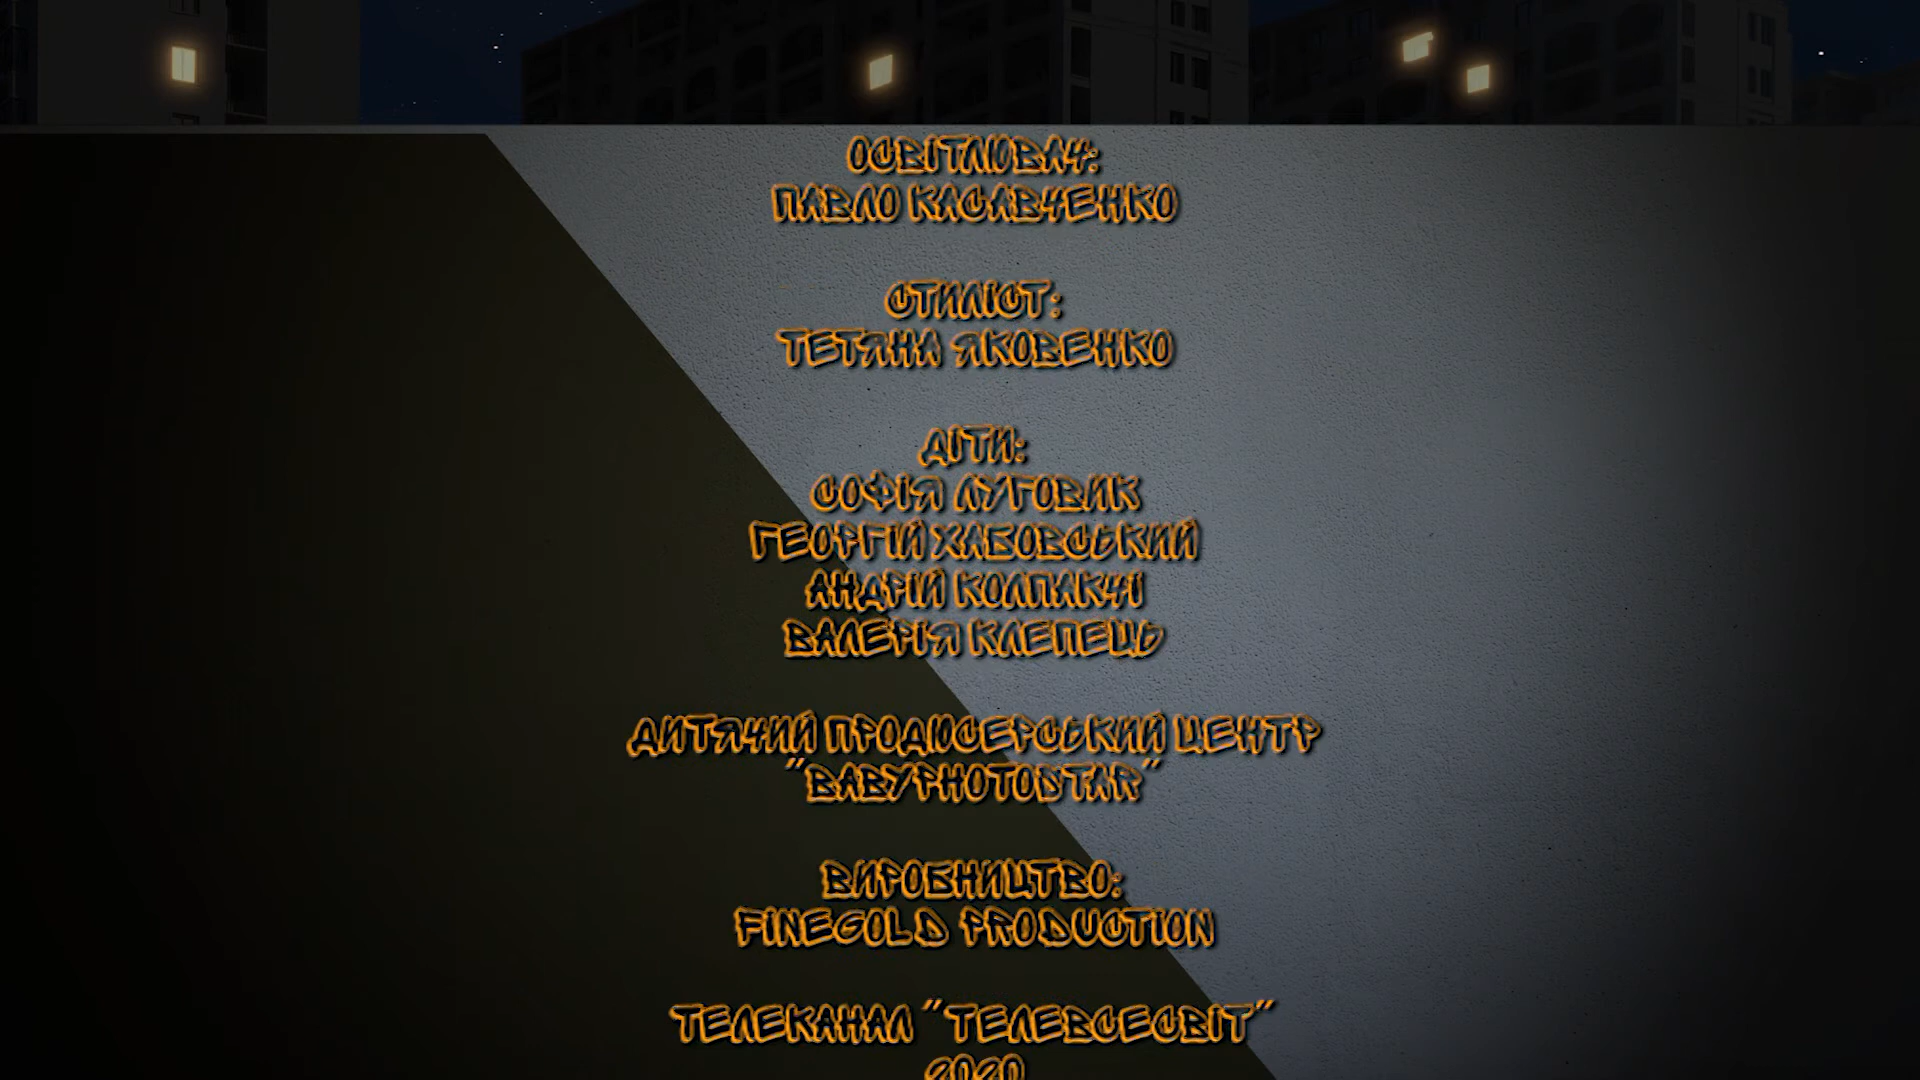 ОСВІТЛЮВАЧ:
ПАВЛО КАСАВЧЕНКО
СТИЛІСТ:
ТЕТЯНА ЯКОВЕНКО
ДІТИ:
СОФІЯ ЛУГОВИК
ГЕОРГІЙ ХАБОВСЬКИЙ
АНДРІЙ КОЛПАКЧІ
ВАЛЕРІЯ КЛЕПЕЦЬ
ДИТЯЧИЙ ПРОДЮСЕРСЬКИЙ ЦЕНТР
"BABYPHOTOSTAR"
ВИРОБНИЦТВО:
FINEGOLD PRODUCTION
ТЕЛЕКАНАЛ "ТЕЛЕВСЕСВІТ"
2020